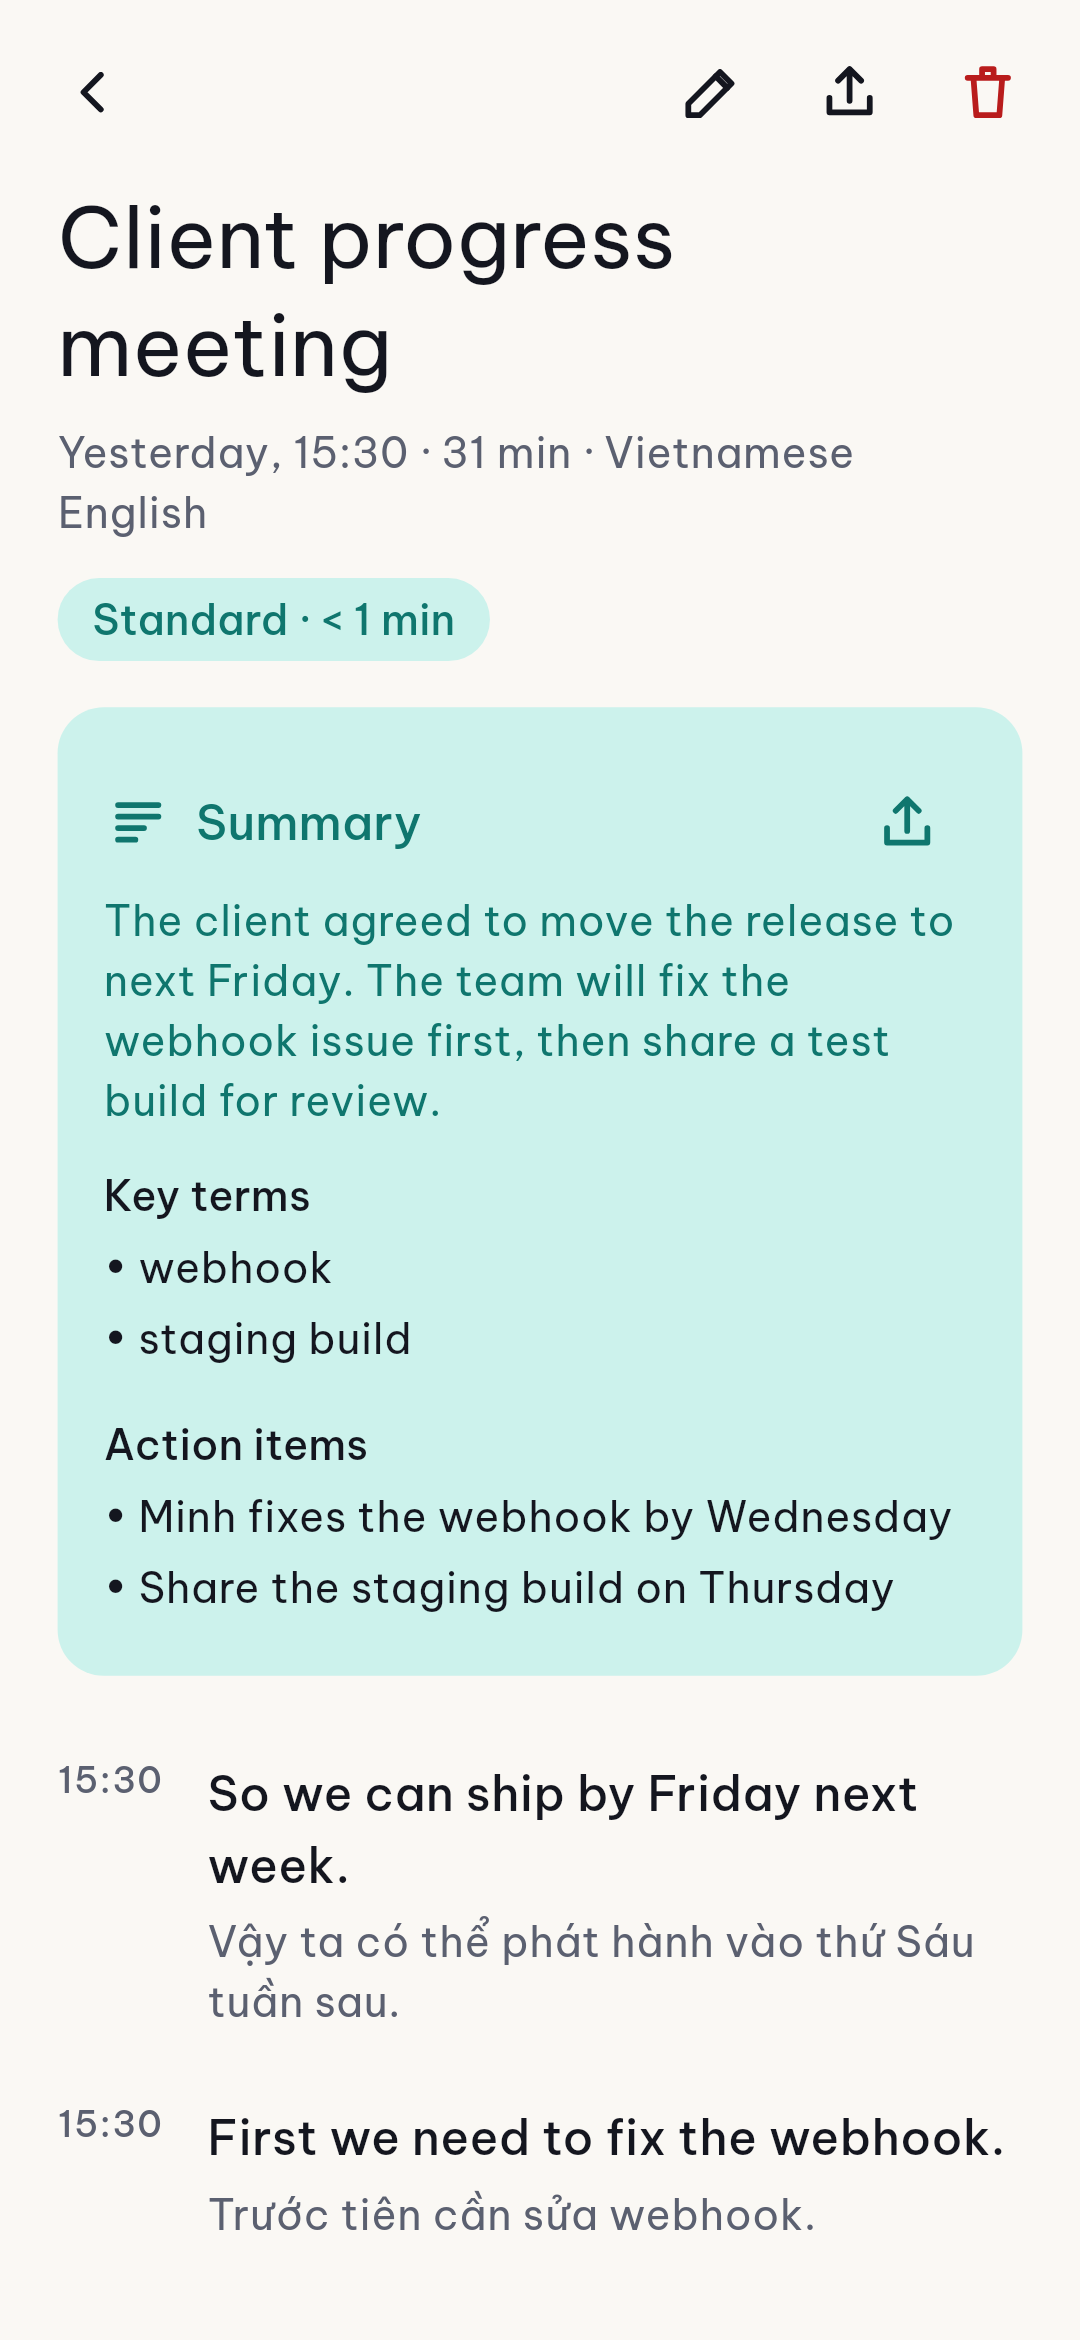 Client progress
meeting
Yesterday, 15:30 · 31 min · Vietnamese
English
Standard · < 1 min
Summary
The client agreed to move the release to
next Friday. The team will fix the
webhook issue first, then share a test
build for review.
Key terms
• webhook
• staging build
Action items
• Minh fixes the webhook by Wednesday
• Share the staging build on Thursday
15:30
So we can ship by Friday next
week.
Vậy ta có thể phát hành vào thứ Sáu
tuần sau.
15:30
First we need to fix the webhook.
Trước tiên cần sửa webhook.